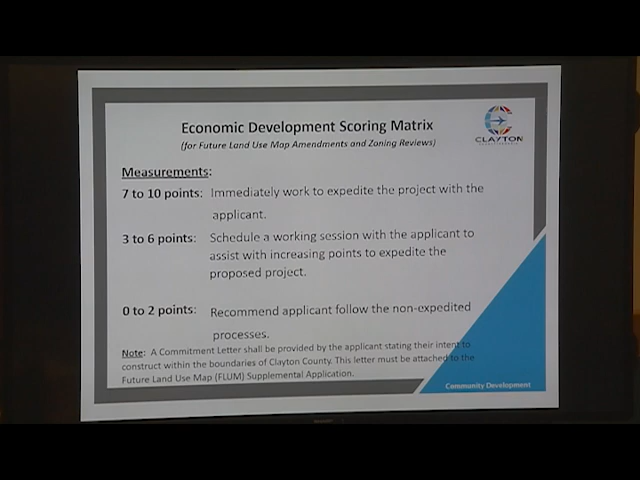 Economic Development Scoring Matrix
(for Future Land Use Map Amendments and Zoning Reviews)
CLAYTON
Measurements:
7 to 10 points: Immediately work to expedite the project with the
applicant.
3 to 6 points: Schedule a working session with the applicant to
assist with increasing points to expedite the
proposed project.
0 to 2 points: Recommend applicant follow the non-expedited
processes.
Note: A Commitment Letter shall be provided by the applicant stating their intent to
construct within the boundaries of Clayton County. This letter must be attached to the
Future Land Use Map (FLUM) Supplemental Application.
Community Development